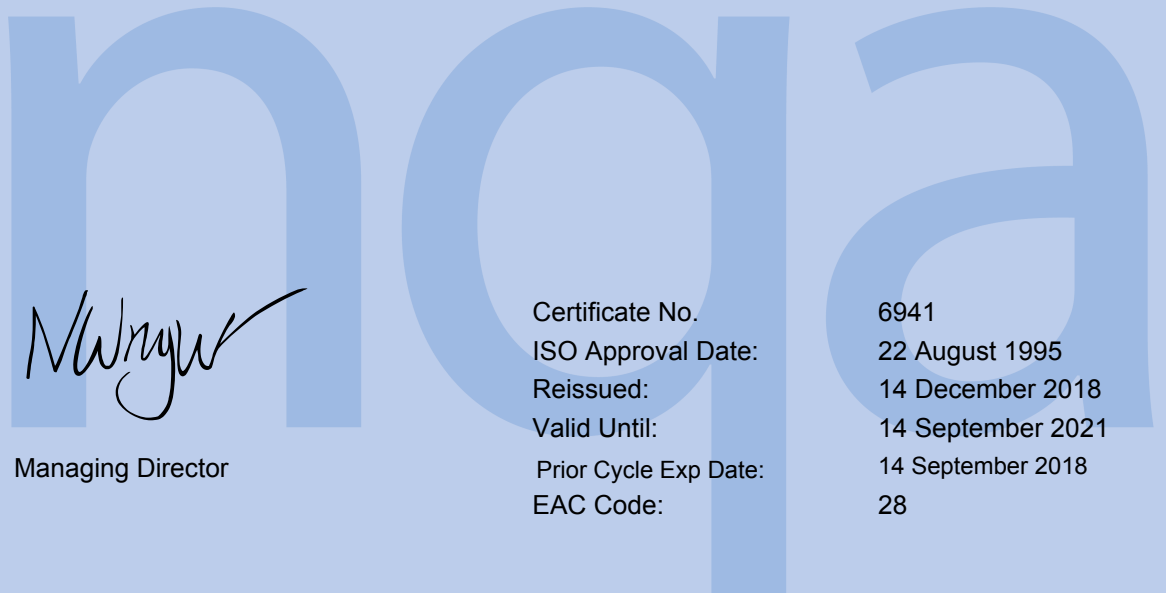 nqa
Certificate No. 6941
ISO Approval Date: 22 August 1995
Reissued: 14 December 2018
Valid Until: 14 September 2021
Managing Director
Prior Cycle Exp Date: 14 September 2018
EAC Code: 28